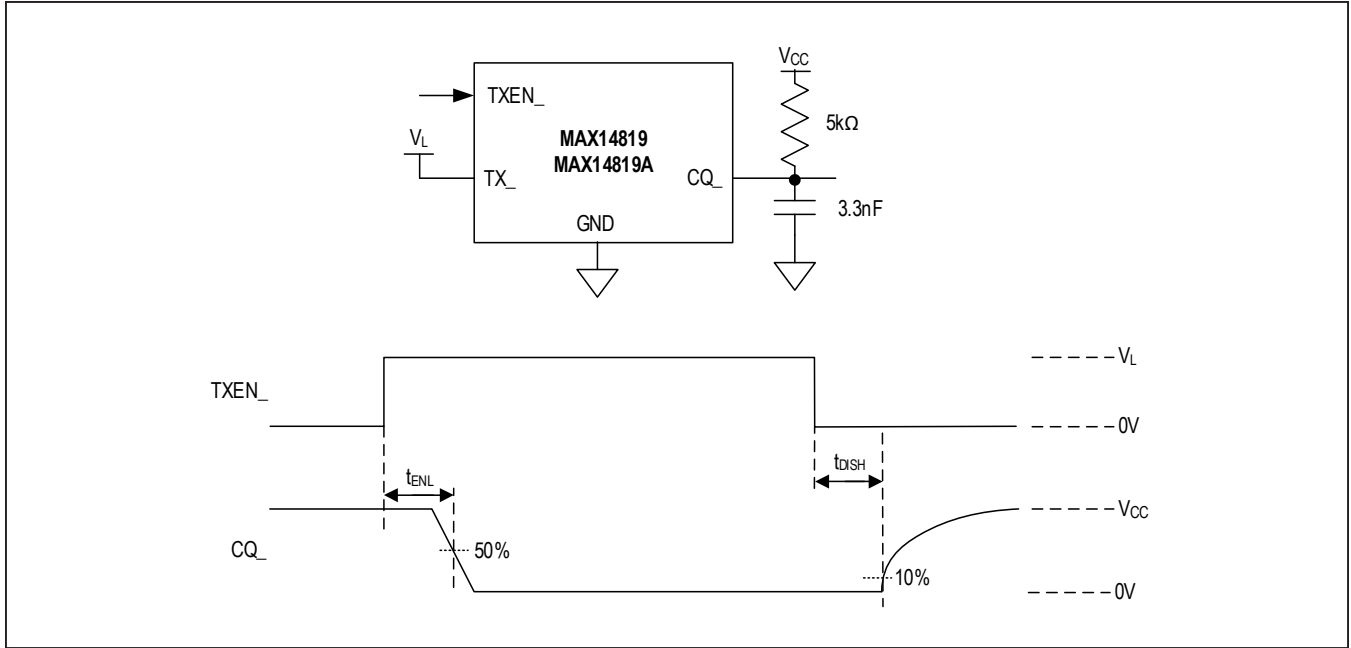 VCC
TXEN_
5kΩ
MAX14819
VL
MAX14819A
TX_
CQ_
3.3nF
GND
VL
TXEN_
0V
tENL
tDISH
VCC
CQ_
50%
10%
0V